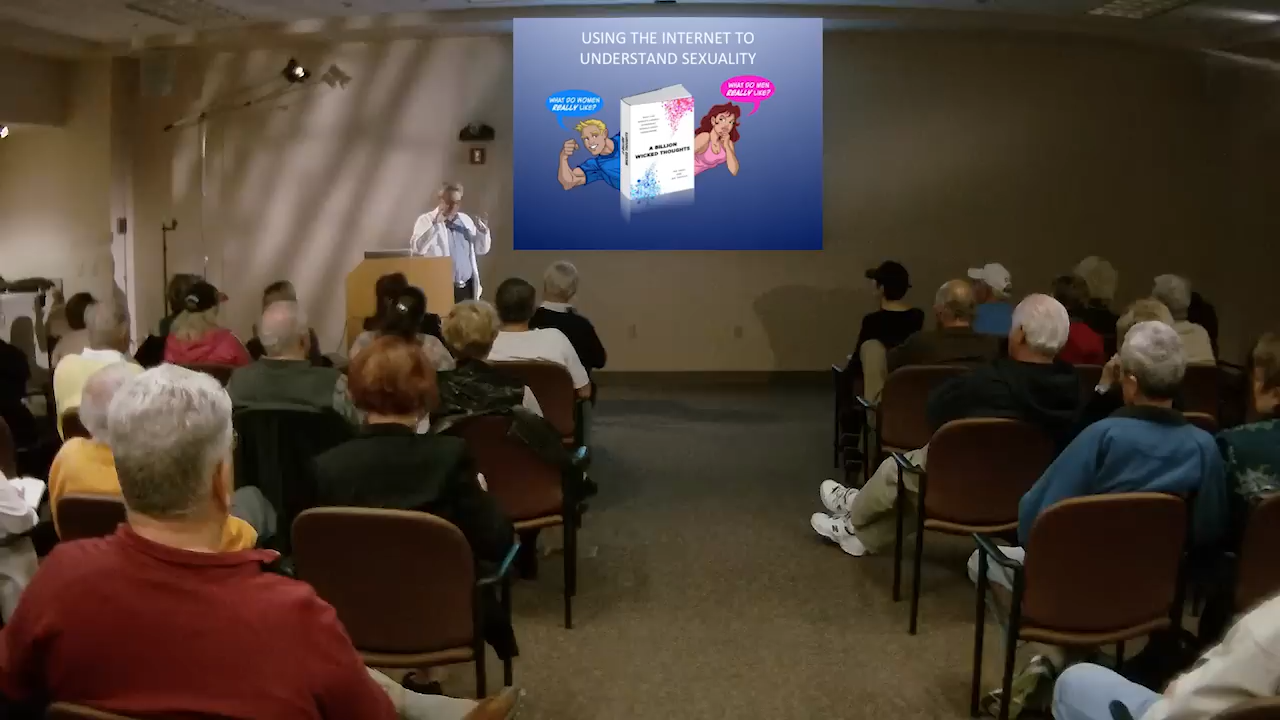 USING THE INTERNET TO
UNDERSTAND SEXUALITY
WHAT DO WOMEN
REALLY LIKE?
WHAT DO MEN
REALLY LIKE?
A BILLION
WICKED THOUGHTS